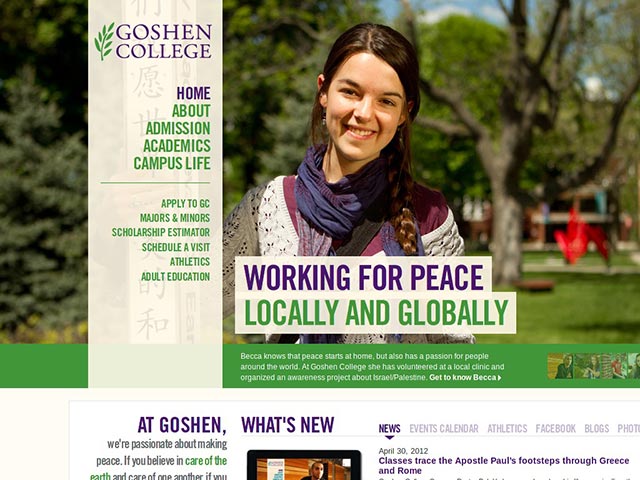 GOSHEN
COLLEGE
HOME
ABOUT
ADMISSION
ACADEMICS
CAMPUS LIFE
APPLY TO GC
MAJORS & MINORS
SCHOLARSHIP ESTIMATOR
SCHEDULE A VISIT
ATHLETICS
ADULT EDUCATION
WORKING FOR PEACE
LOCALLY AND GLOBALLY
Becca knows that peace starts at home, but also has a passion for people
around the world. At Goshen College she has volunteered at a local clinic and
organized an awareness project about Israel/Palestine. Get to know Becca
AT GOSHEN,
we're passionate about making
peace. If you believe in care of the
earth and care of one another, if you
WHAT'S NEW
NEWS EVENTS CALENDAR ATHLETICS FACEBOOK BLOGS PHOTO
April 30, 2012
Classes trace the Apostle Paul's footsteps through Greece
and Rome